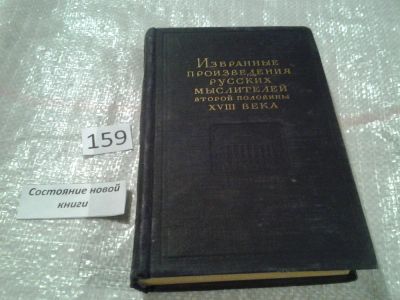 Избранные
произведения
русских
мыслителей
второй половины
XVIII века
159
Состояние новой
книги